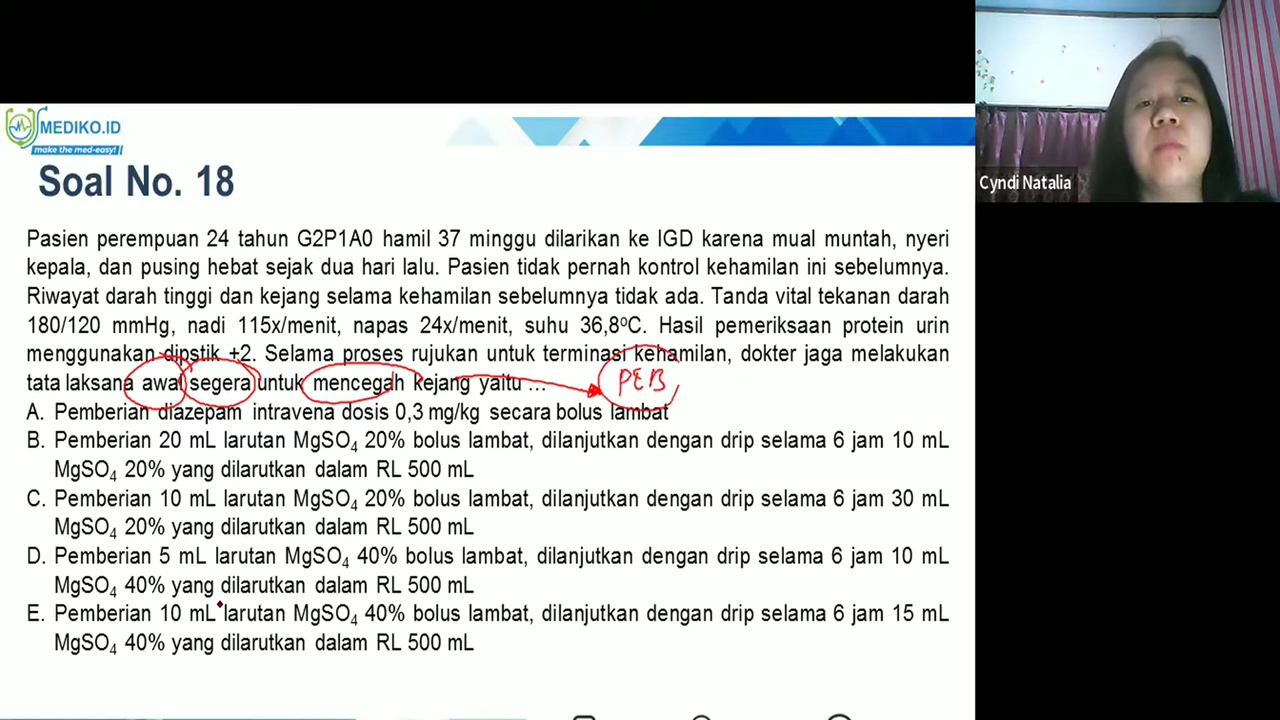 MEDIKO.ID
make the med-easy!
Soal No. 18
Cyndi Natalia
Pasien perempuan 24 tahun G2P1A0 hamil 37 minggu dilarikan ke IGD karena mual muntah, nyeri
kepala, dan pusing hebat sejak dua hari lalu. Pasien tidak pernah kontrol kehamilan ini sebelumnya.
Riwayat darah tinggi dan kejang selama kehamilan sebelumnya tidak ada. Tanda vital tekanan darah
180/120 mmHg, nadi 115x/menit, napas 24x/menit, suhu 36,8ºC. Hasil pemeriksaan protein urin
menggunakan dipstik +2. Selama proses rujukan untuk terminasi kehamilan, dokter jaga melakukan
tata laksana awal segera untuk mencegah kejang yaitu ...
PEB
A. Pemberian diazepam intravena dosis 0,3 mg/kg secara bolus lambat
B. Pemberian 20 mL larutan MgSO₄ 20% bolus lambat, dilanjutkan dengan drip selama 6 jam 10 mL
MgSO₄ 20% yang dilarutkan dalam RL 500 mL
C. Pemberian 10 mL larutan MgSO₄ 20% bolus lambat, dilanjutkan dengan drip selama 6 jam 30 mL
MgSO₄ 20% yang dilarutkan dalam RL 500 mL
D. Pemberian 5 mL larutan MgSO₄ 40% bolus lambat, dilanjutkan dengan drip selama 6 jam 10 mL
MgSO₄ 40% yang dilarutkan dalam RL 500 mL
E. Pemberian 10 mL larutan MgSO₄ 40% bolus lambat, dilanjutkan dengan drip selama 6 jam 15 mL
MgSO₄ 40% yang dilarutkan dalam RL 500 mL